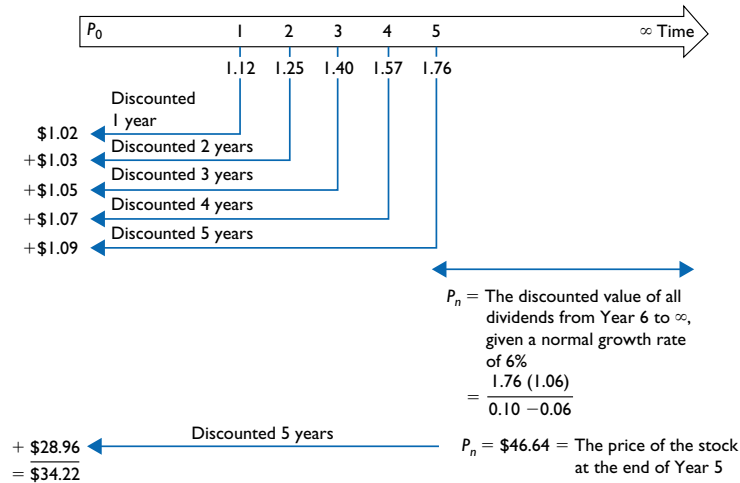 P0 1 2 3 4 5 ∞ Time
1.12 1.25 1.40 1.57 1.76
Discounted
1 year
$1.02
Discounted 2 years
+$1.03
Discounted 3 years
+$1.05
Discounted 4 years
+$1.07
Discounted 5 years
+$1.09
Pn = The discounted value of all
dividends from Year 6 to ∞,
given a normal growth rate
of 6%
= 1.76 (1.06)
0.10 −0.06
+ $28.96 Discounted 5 years Pn = $46.64 = The price of the stock
at the end of Year 5
= $34.22